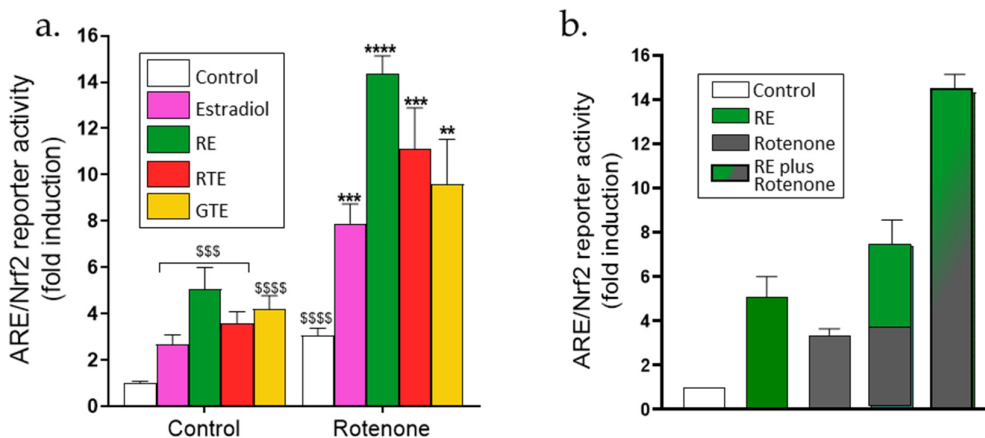 a.
ARE/Nrf2 reporter activity
(fold induction)
16
14
12
10
8
6
4
2
0
Control
Estradiol
RE
RTE
GTE
$$$
$$$$
$$$$
***
****
***
**
Control
Rotenone
b.
ARE/Nrf2 reporter activity
(fold induction)
16
14
12
10
8
6
4
2
0
Control
RE
Rotenone
RE plus
Rotenone